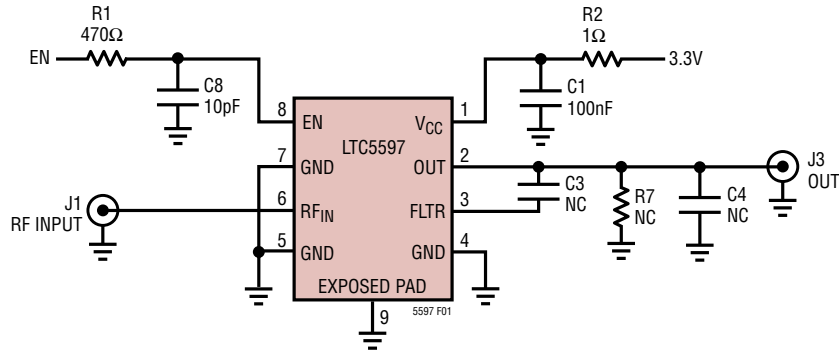 R1
470Ω
EN
C8
10pF
R2
1Ω
3.3V
C1
100nF
8
EN
1
VCC
LTC5597
7
GND
2
OUT
J3
OUT
C3
NC
R7
NC
C4
NC
J1
RF INPUT
6
RFIN
3
FLTR
5
GND
4
GND
EXPOSED PAD
9
5597 F01